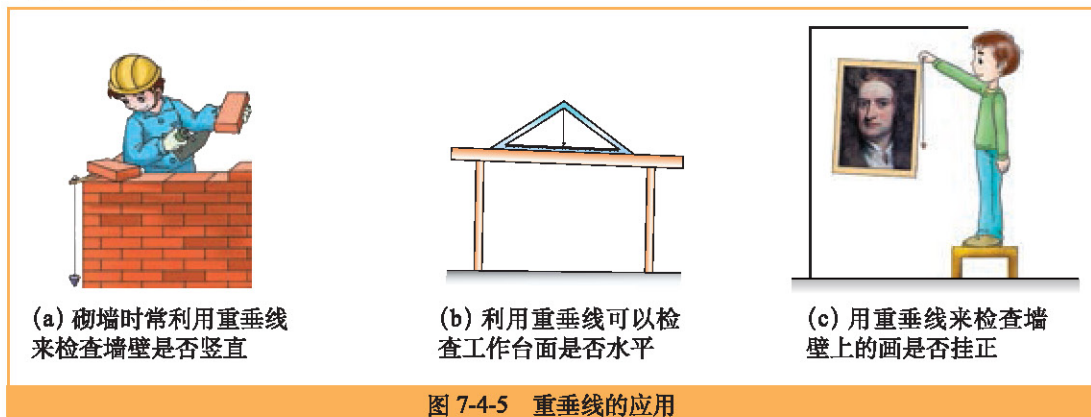 (a) 砌墙时常利用重垂线
来检查墙壁是否竖直
(b) 利用重垂线可以检
查工作台面是否水平
(c) 用重垂线来检查墙
壁上的画是否挂正
图 7-4-5 重垂线的应用